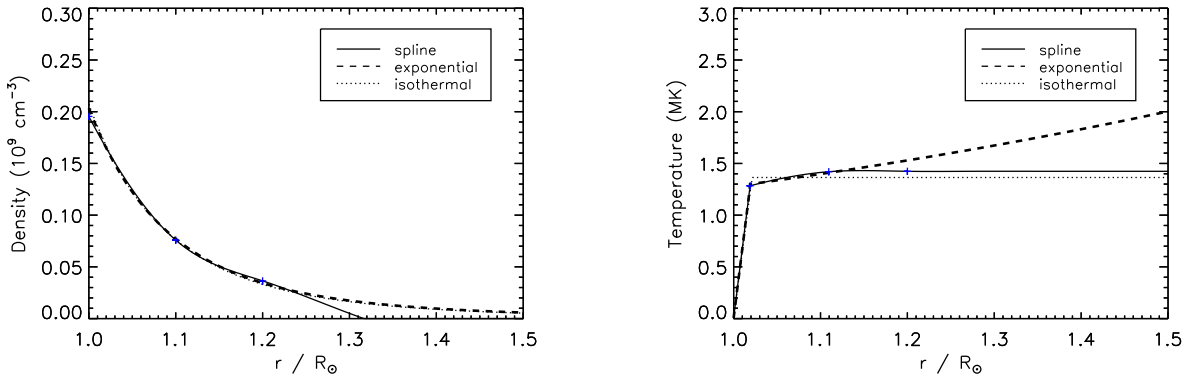 0.30
0.25
0.20
0.15
0.10
0.05
0.00
Density (10⁹ cm⁻³)
spline
exponential
isothermal
1.0 1.1 1.2 1.3 1.4 1.5
r / R⊙
3.0
2.5
2.0
1.5
1.0
0.5
0.0
Temperature (MK)
spline
exponential
isothermal
1.0 1.1 1.2 1.3 1.4 1.5
r / R⊙